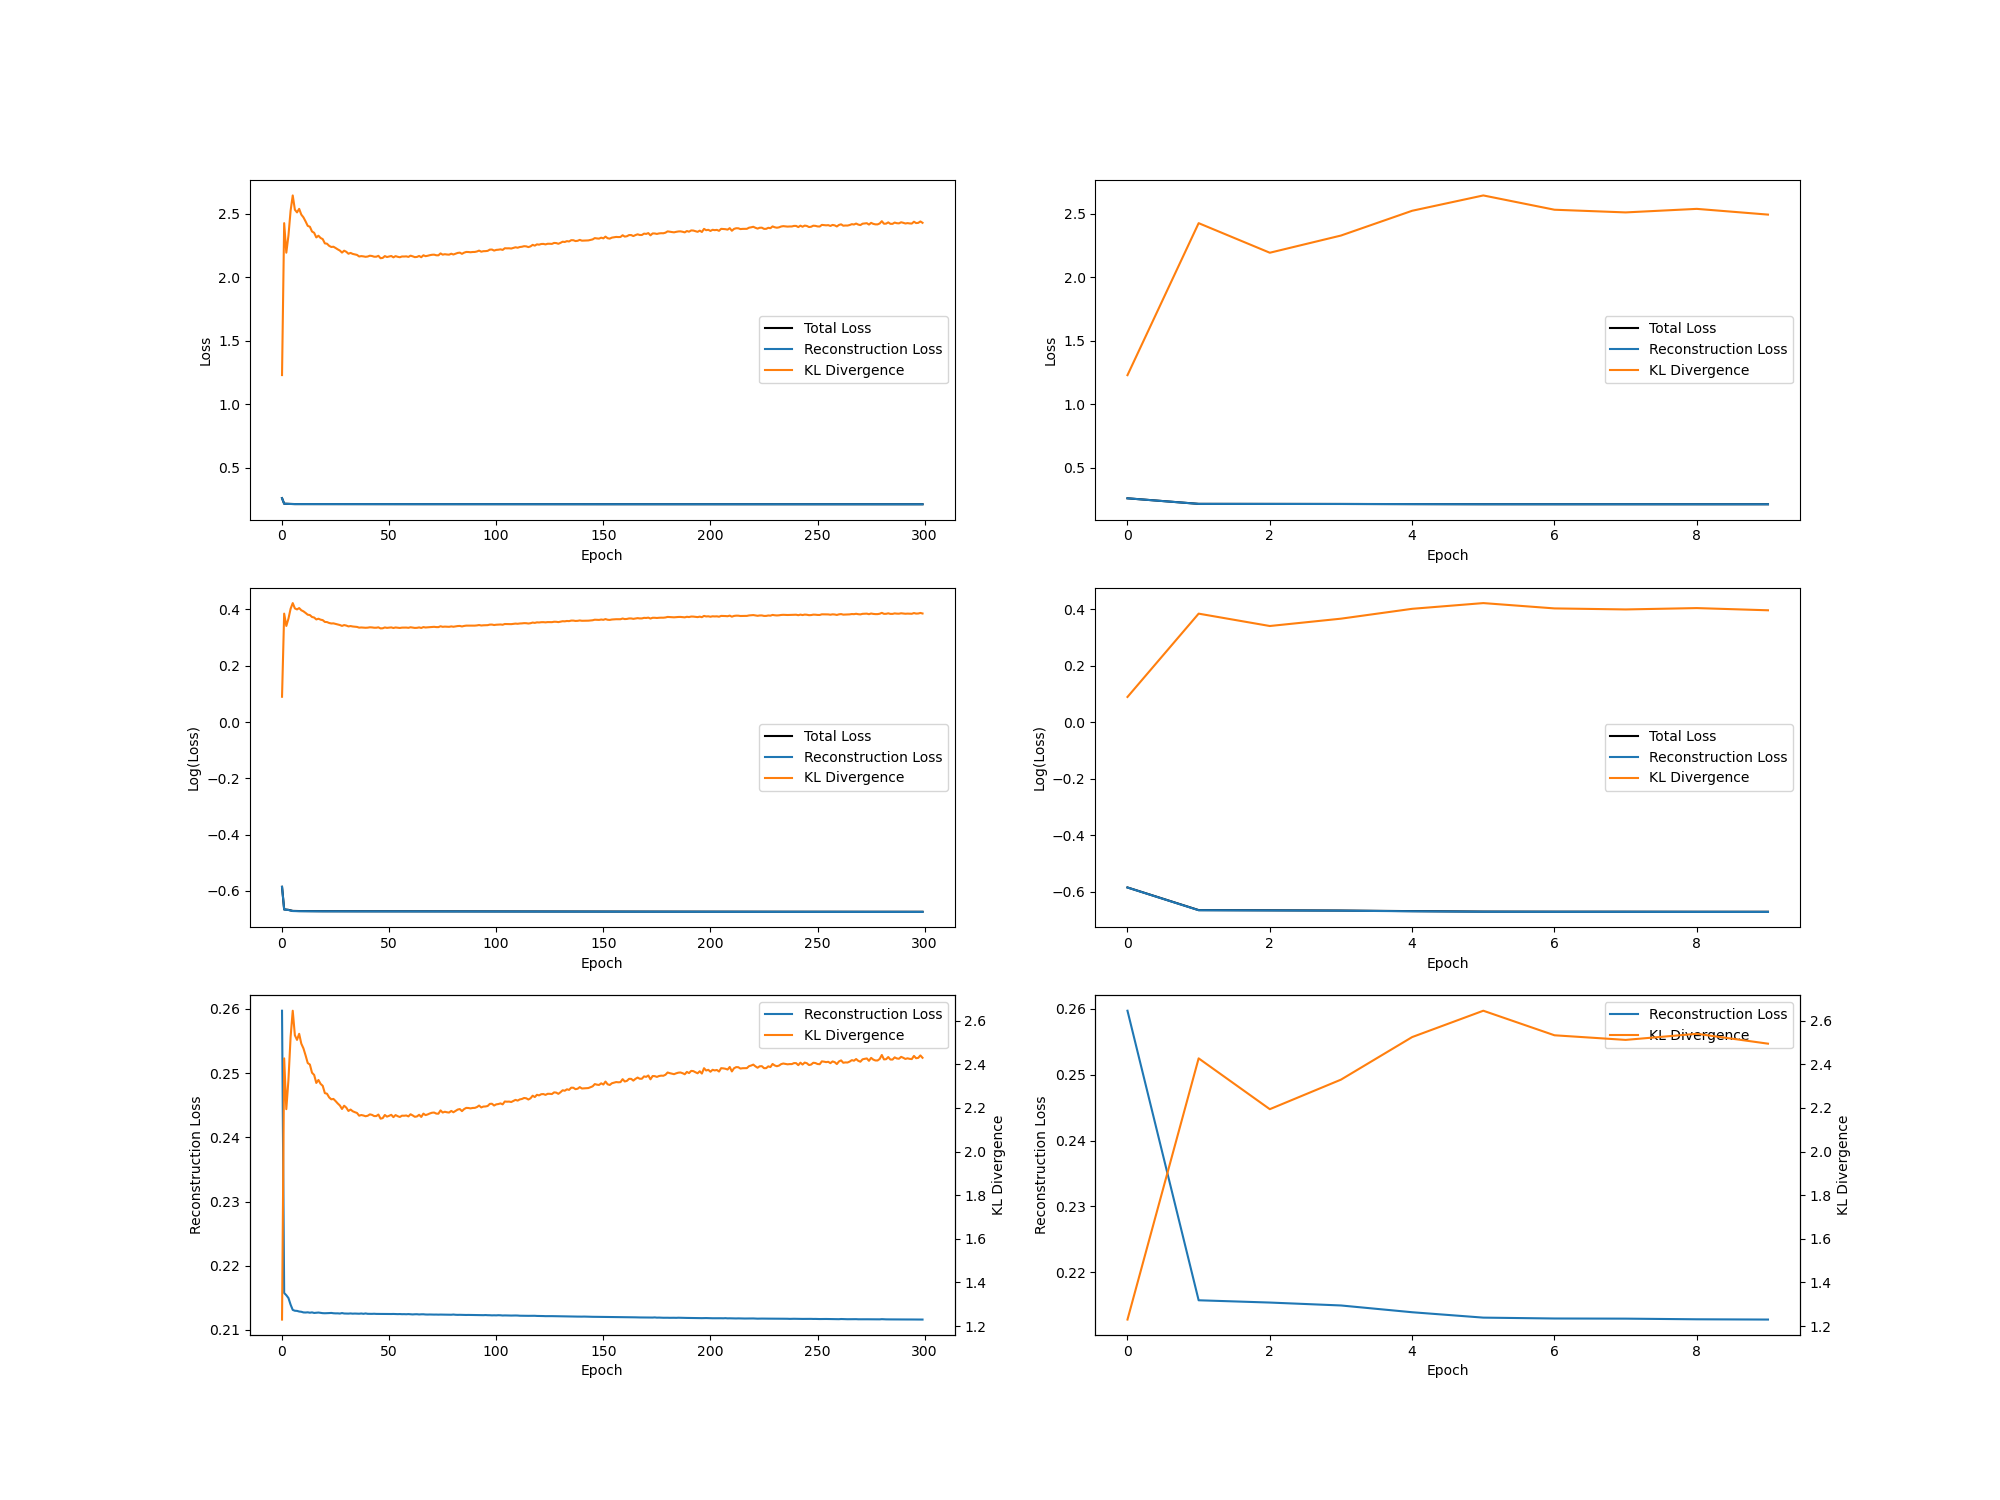 2.5
2.0
1.5
1.0
0.5
Loss
Total Loss
Reconstruction Loss
KL Divergence
0 50 100 150 200 250 300
Epoch
2.5
2.0
1.5
1.0
0.5
Loss
Total Loss
Reconstruction Loss
KL Divergence
0 2 4 6 8
Epoch
0.4
0.2
0.0
−0.2
−0.4
−0.6
Log(Loss)
Total Loss
Reconstruction Loss
KL Divergence
0 50 100 150 200 250 300
Epoch
0.4
0.2
0.0
−0.2
−0.4
−0.6
Log(Loss)
Total Loss
Reconstruction Loss
KL Divergence
0 2 4 6 8
Epoch
0.26
0.25
0.24
0.23
0.22
0.21
Reconstruction Loss
Reconstruction Loss
KL Divergence
2.6
2.4
2.2
2.0
1.8
1.6
1.4
1.2
KL Divergence
0 50 100 150 200 250 300
Epoch
0.26
0.25
0.24
0.23
0.22
Reconstruction Loss
Reconstruction Loss
KL Divergence
2.6
2.4
2.2
2.0
1.8
1.6
1.4
1.2
KL Divergence
0 2 4 6 8
Epoch